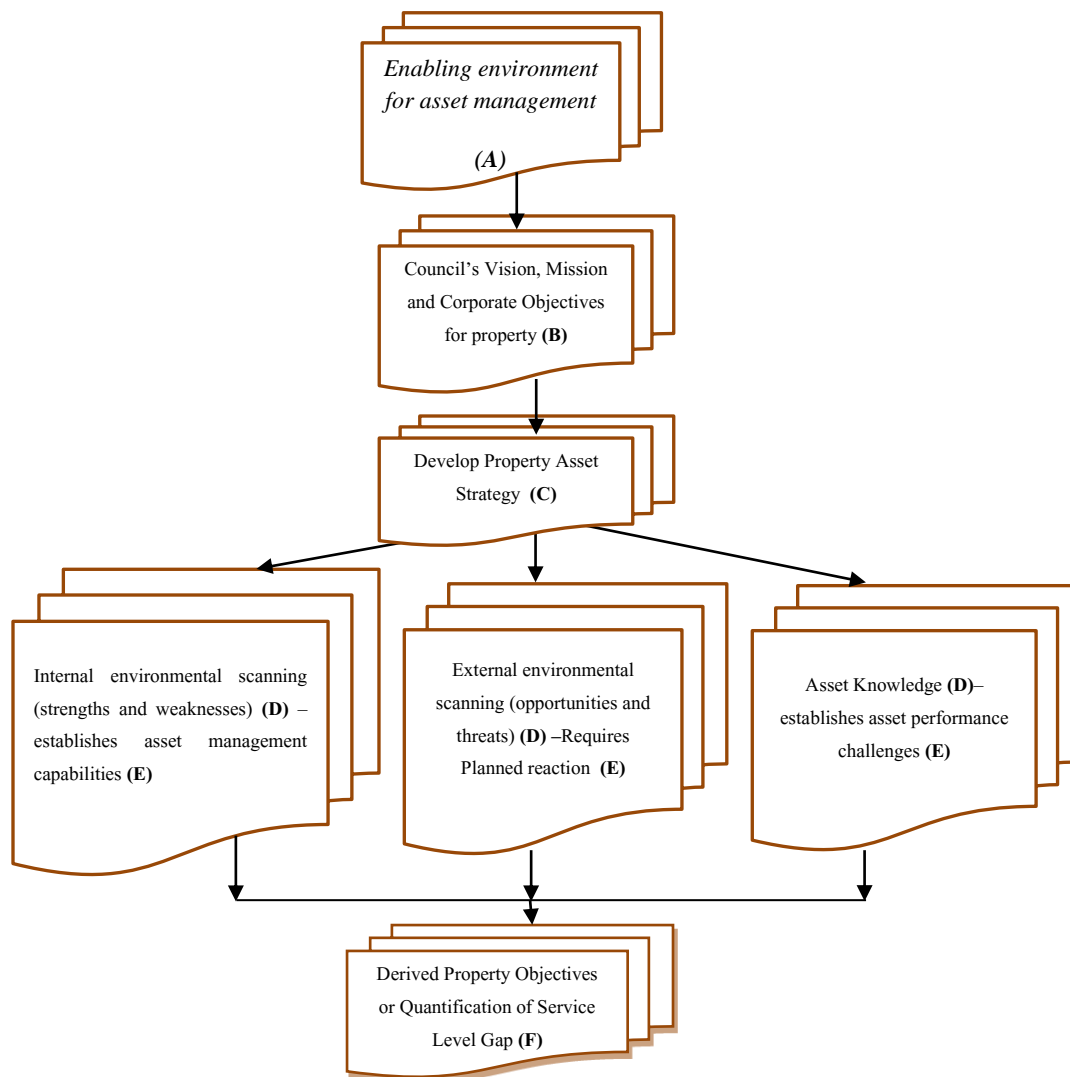 Enabling environment
for asset management
(A)
Council’s Vision, Mission
and Corporate Objectives
for property (B)
Develop Property Asset
Strategy (C)
Internal environmental scanning
(strengths and weaknesses) (D) –
establishes asset management
capabilities (E)
External environmental
scanning (opportunities and
threats) (D) –Requires
Planned reaction (E)
Asset Knowledge (D)–
establishes asset performance
challenges (E)
Derived Property Objectives
or Quantification of Service
Level Gap (F)